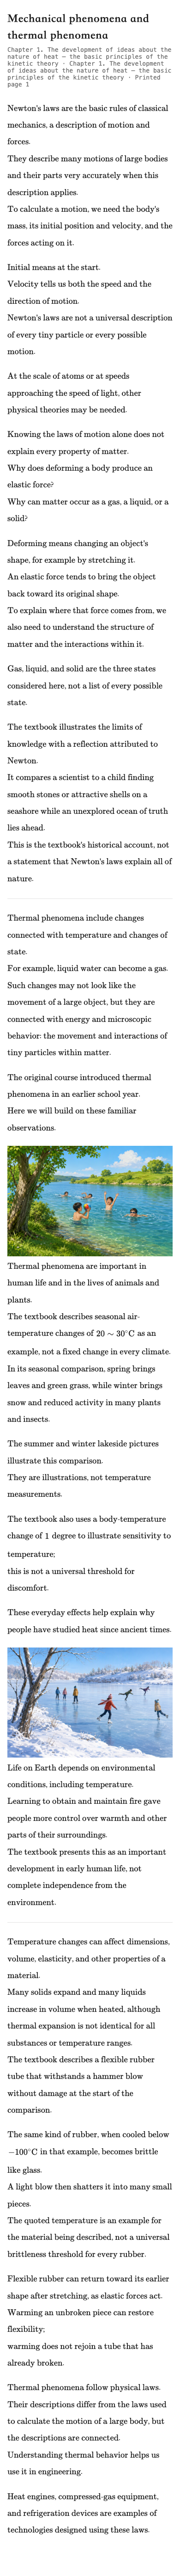 Mechanical phenomena and
thermal phenomena
Chapter 1. The development of ideas about the
nature of heat — the basic principles of the
kinetic theory · Chapter 1. The development
of ideas about the nature of heat — the basic
principles of the kinetic theory · Printed
page 1
Newton's laws are the basic rules of classical
mechanics, a description of motion and
forces.
They describe many motions of large bodies
and their parts very accurately when this
description applies.
To calculate a motion, we need the body's
mass, its initial position and velocity, and the
forces acting on it.
Initial means at the start.
Velocity tells us both the speed and the
direction of motion.
Newton's laws are not a universal description
of every tiny particle or every possible
motion.
At the scale of atoms or at speeds
approaching the speed of light, other
physical theories may be needed.
Knowing the laws of motion alone does not
explain every property of matter.
Why does deforming a body produce an
elastic force?
Why can matter occur as a gas, a liquid, or a
solid?
Deforming means changing an object's
shape, for example by stretching it.
An elastic force tends to bring the object
back toward its original shape.
To explain where that force comes from, we
also need to understand the structure of
matter and the interactions within it.
Gas, liquid, and solid are the three states
considered here, not a list of every possible
state.
The textbook illustrates the limits of
knowledge with a reflection attributed to
Newton.
It compares a scientist to a child finding
smooth stones or attractive shells on a
seashore while an unexplored ocean of truth
lies ahead.
This is the textbook's historical account, not
a statement that Newton's laws explain all of
nature.
Thermal phenomena include changes
connected with temperature and changes of
state.
For example, liquid water can become a gas.
Such changes may not look like the
movement of a large object, but they are
connected with energy and microscopic
behavior: the movement and interactions of
tiny particles within matter.
The original course introduced thermal
phenomena in an earlier school year.
Here we will build on these familiar
observations.
Thermal phenomena are important in
human life and in the lives of animals and
plants.
The textbook describes seasonal air-
temperature changes of 20 ∼ 30°C as an
example, not a fixed change in every climate.
In its seasonal comparison, spring brings
leaves and green grass, while winter brings
snow and reduced activity in many plants
and insects.
The summer and winter lakeside pictures
illustrate this comparison.
They are illustrations, not temperature
measurements.
The textbook also uses a body-temperature
change of 1 degree to illustrate sensitivity to
temperature;
this is not a universal threshold for
discomfort.
These everyday effects help explain why
people have studied heat since ancient times.
Life on Earth depends on environmental
conditions, including temperature.
Learning to obtain and maintain fire gave
people more control over warmth and other
parts of their surroundings.
The textbook presents this as an important
development in early human life, not
complete independence from the
environment.
Temperature changes can affect dimensions,
volume, elasticity, and other properties of a
material.
Many solids expand and many liquids
increase in volume when heated, although
thermal expansion is not identical for all
substances or temperature ranges.
The textbook describes a flexible rubber
tube that withstands a hammer blow
without damage at the start of the
comparison.
The same kind of rubber, when cooled below
−100°C in that example, becomes brittle
like glass.
A light blow then shatters it into many small
pieces.
The quoted temperature is an example for
the material being described, not a universal
brittleness threshold for every rubber.
Flexible rubber can return toward its earlier
shape after stretching, as elastic forces act.
Warming an unbroken piece can restore
flexibility;
warming does not rejoin a tube that has
already broken.
Thermal phenomena follow physical laws.
Their descriptions differ from the laws used
to calculate the motion of a large body, but
the descriptions are connected.
Understanding thermal behavior helps us
use it in engineering.
Heat engines, compressed-gas equipment,
and refrigeration devices are examples of
technologies designed using these laws.